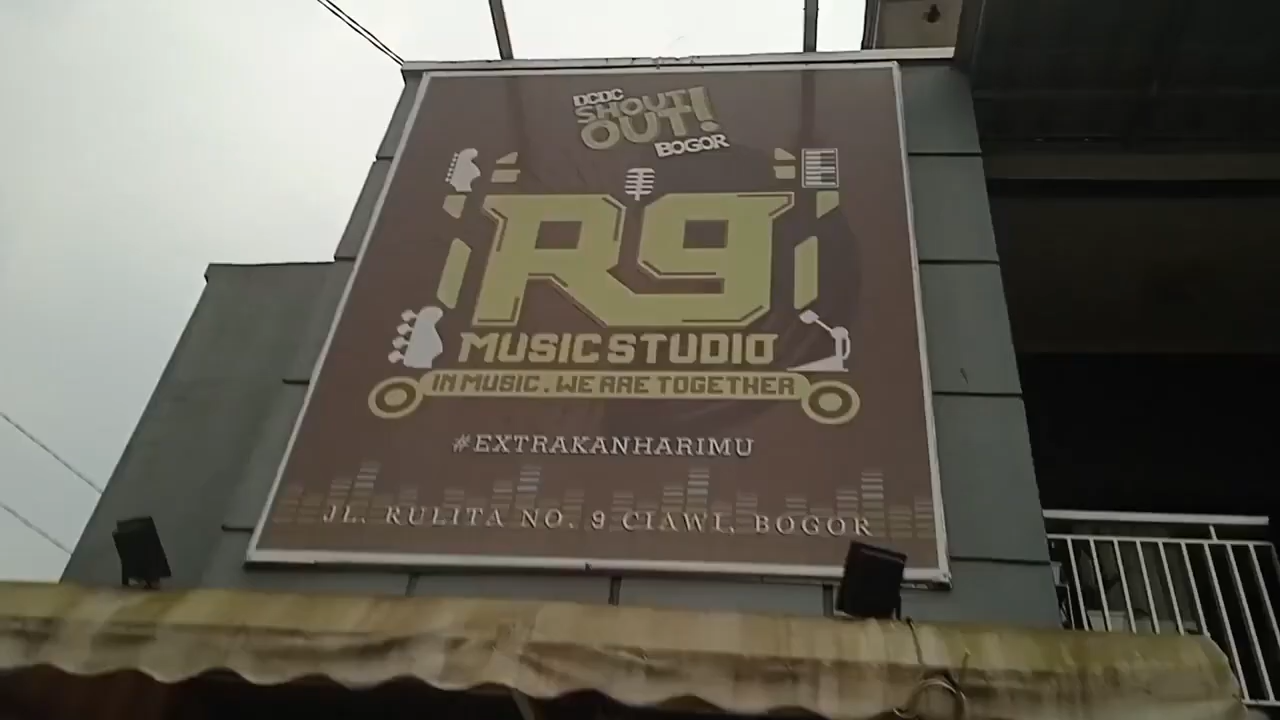 DCDC
SHOUT
OUT!
BOGOR
R9
MUSIC STUDIO
IN MUSIC. WE ARE TOGETHER
#EXTRAKANHARIMU
JL. RULITA NO. 9 CIAWI, BOGOR